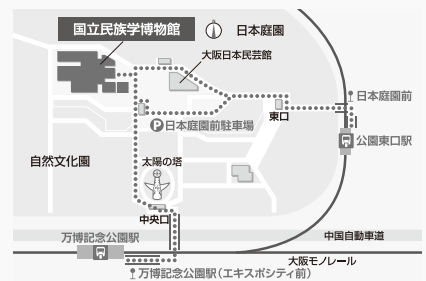 国立民族学博物館
日本庭園
大阪日本民芸館
日本庭園前
東口
P日本庭園前駐車場
公園東口駅
自然文化園
太陽の塔
中央口
万博記念公園駅
中国自動車道
大阪モノレール
万博記念公園駅(エキスポシティ前)